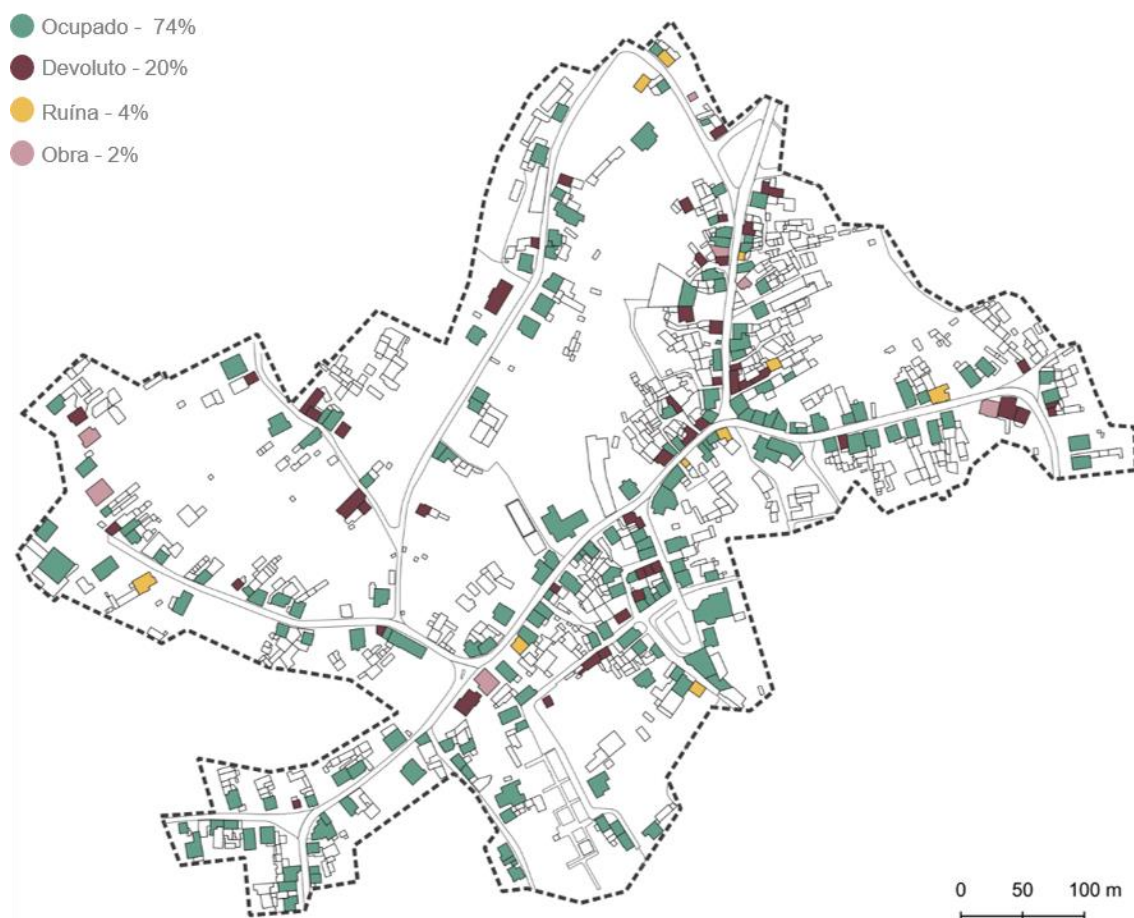 Ocupado - 74%
Devoluto - 20%
Ruína - 4%
Obra - 2%
0 50 100 m